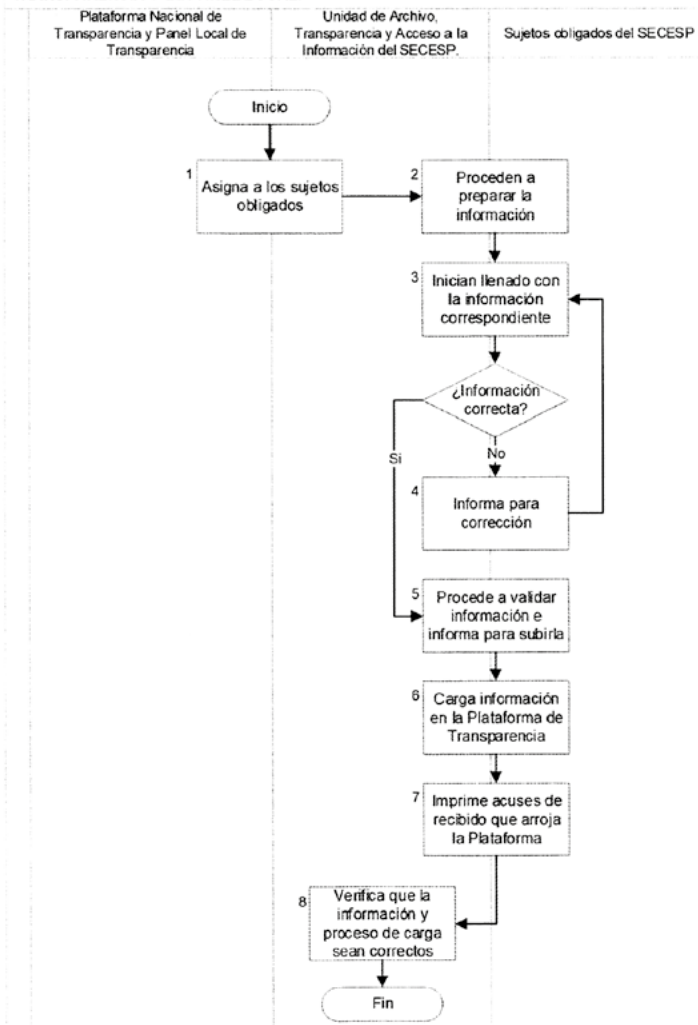 Plataforma Nacional de
Transparencia y Panel Local de
Transparencia
Unidad de Archivo,
Transparencia y Acceso a la
Información del SECESP.
Sujetos obligados del SECESP
Inicio
1
Asigna a los sujetos
obligados
2
Proceden a
preparar la
información
3
Inician llenado con
la información
correspondiente
¿Información
correcta?
Si
No
4
Informa para
corrección
5
Procede a validar
información e
informa para subirla
6
Carga información
en la Plataforma de
Transparencia
7
Imprime acuses de
recibido que arroja
la Plataforma
8
Verifica que la
información y
proceso de carga
sean correctos
Fin